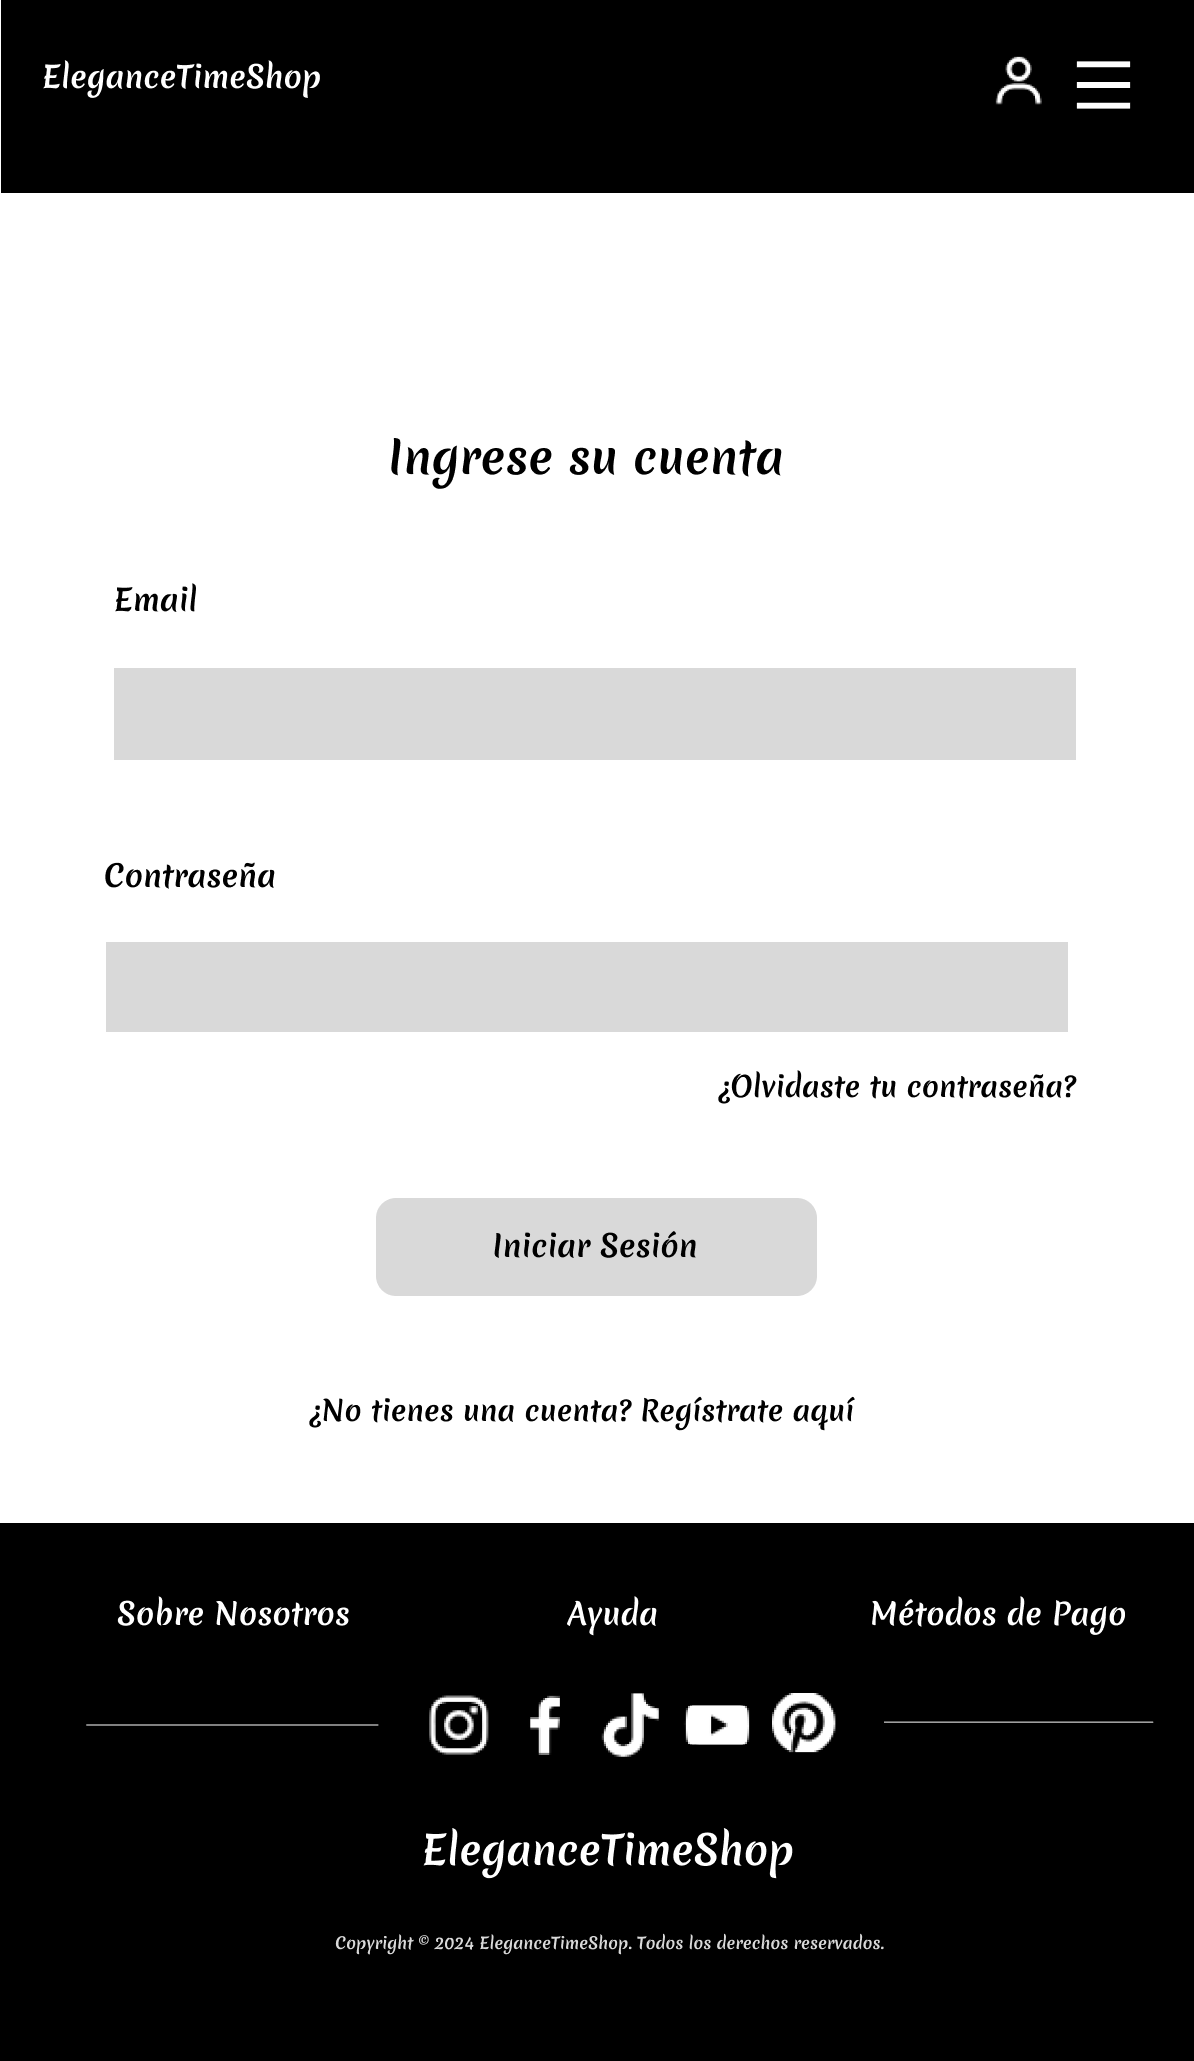 EleganceTimeShop
Ingrese su cuenta
Email
Contraseña
¿Olvidaste tu contraseña?
Iniciar Sesión
¿No tienes una cuenta? Regístrate aquí
Sobre Nosotros Ayuda Métodos de Pago
EleganceTimeShop
Copyright © 2024 EleganceTimeShop. Todos los derechos reservados.